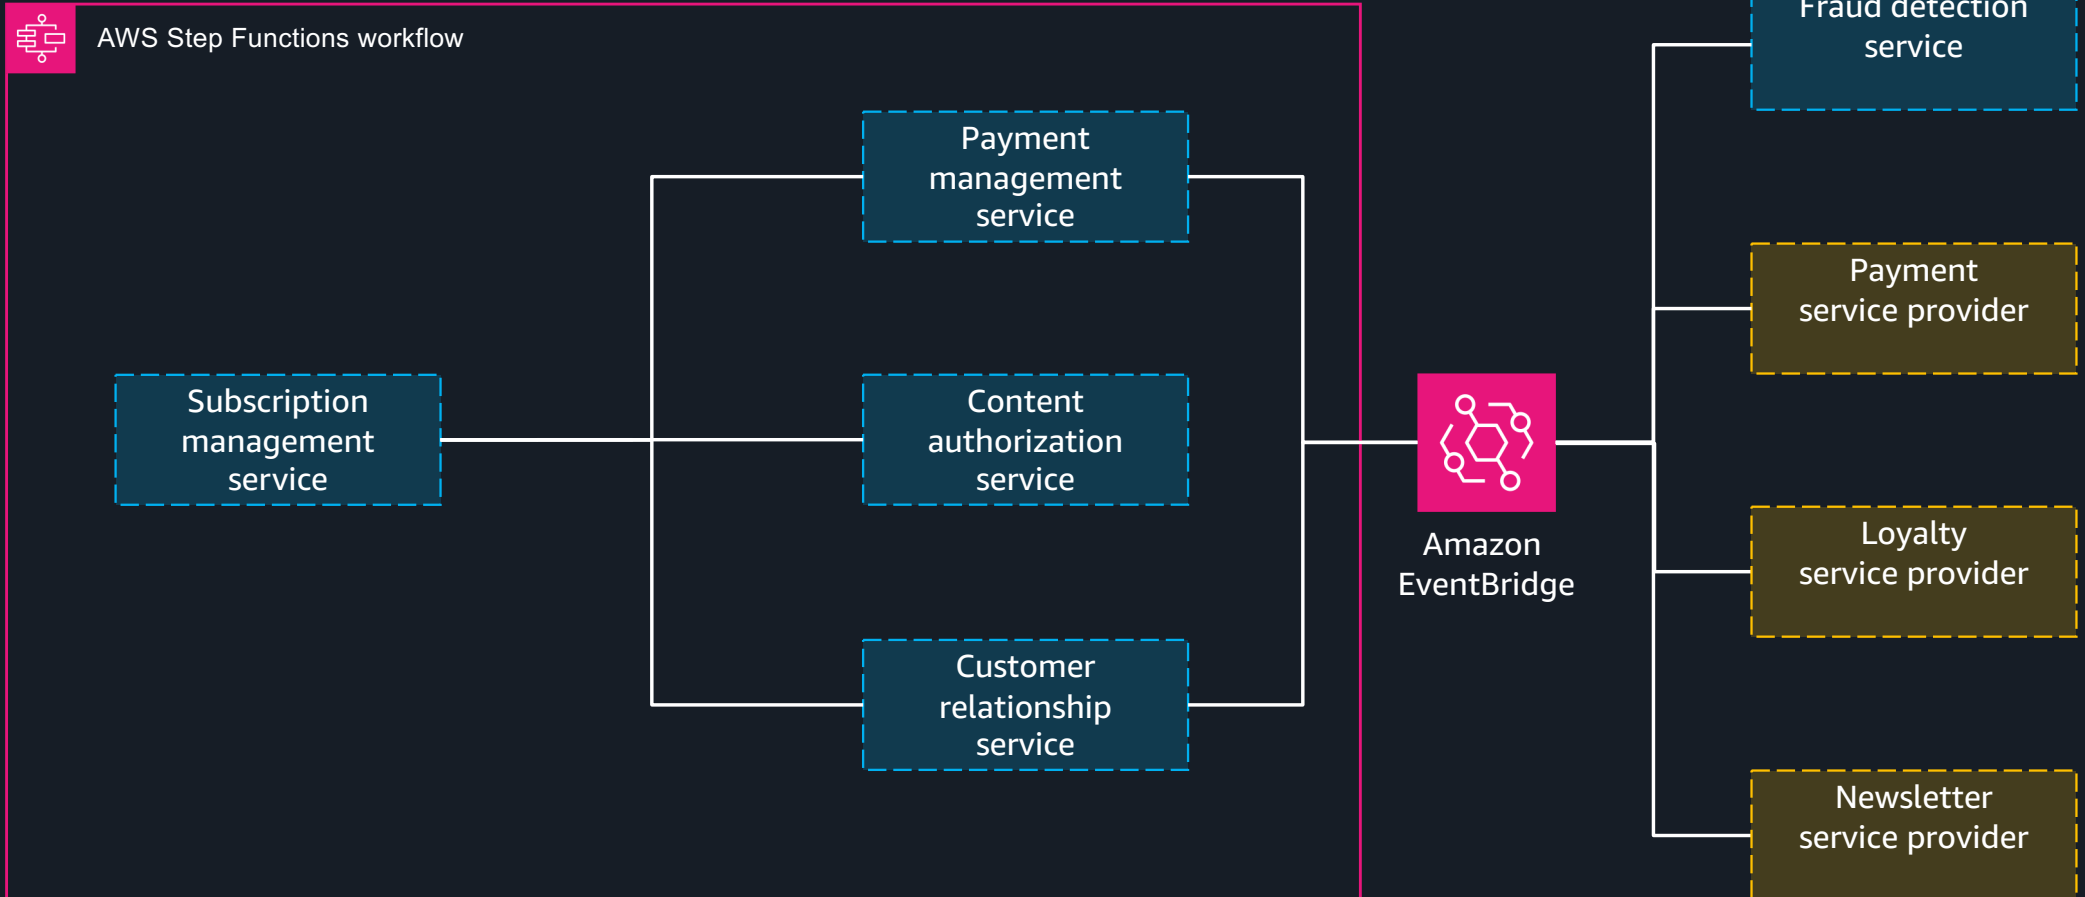 AWS Step Functions workflow
Subscription
management
service
Payment
management
service
Content
authorization
service
Customer
relationship
service
Amazon
EventBridge
Fraud detection
service
Payment
service provider
Loyalty
service provider
Newsletter
service provider